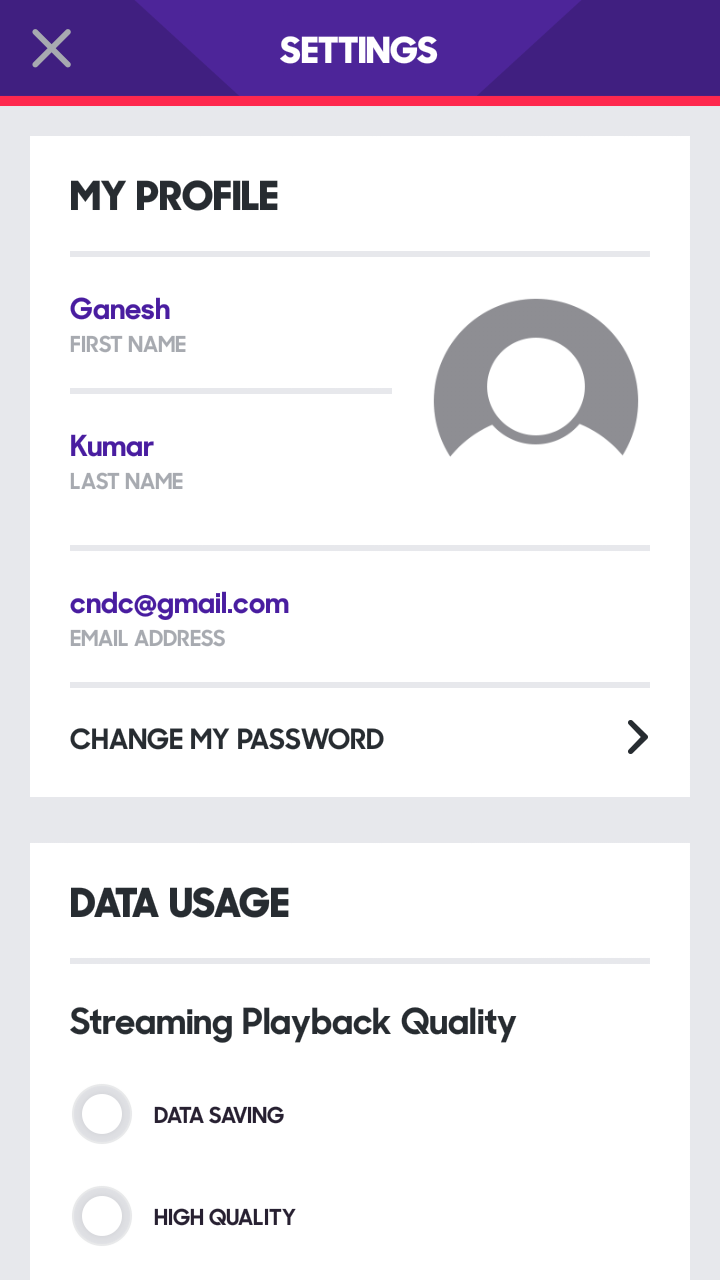 SETTINGS
MY PROFILE
Ganesh
FIRST NAME
Kumar
LAST NAME
cndc@gmail.com
EMAIL ADDRESS
CHANGE MY PASSWORD
DATA USAGE
Streaming Playback Quality
DATA SAVING
HIGH QUALITY